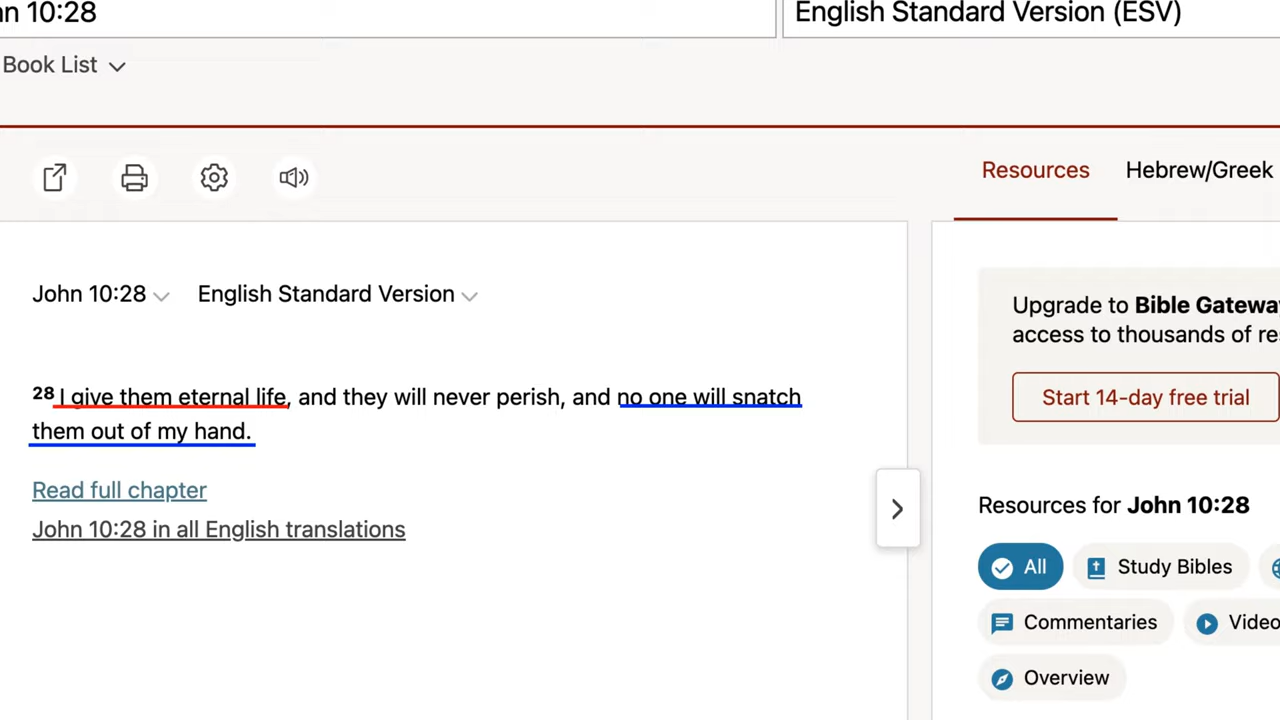 n 10:28
English Standard Version (ESV)
Book List
Resources
Hebrew/Greek
John 10:28
English Standard Version
28 I give them eternal life, and they will never perish, and no one will snatch
them out of my hand.
Read full chapter
John 10:28 in all English translations
Upgrade to Bible Gatewa
access to thousands of re
Start 14-day free trial
Resources for John 10:28
All
Study Bibles
Commentaries
Video
Overview